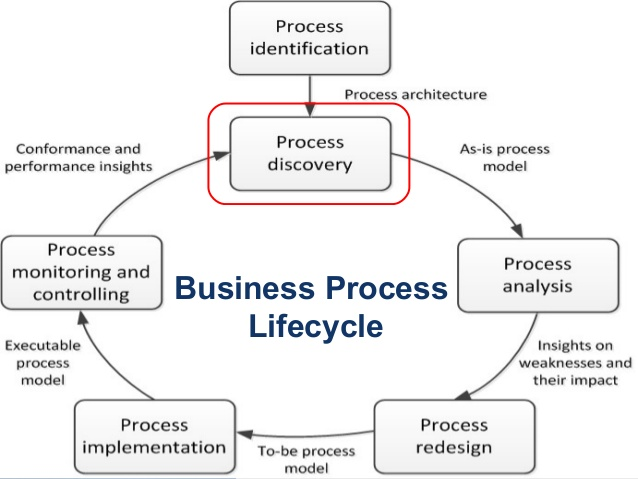 Process
identification
Process architecture
Process
discovery
Conformance and
performance insights
As-is process
model
Process
monitoring and
controlling
Process
analysis
Business Process
Lifecycle
Executable
process
model
Insights on
weaknesses and
their impact
Process
implementation
Process
redesign
To-be process
model